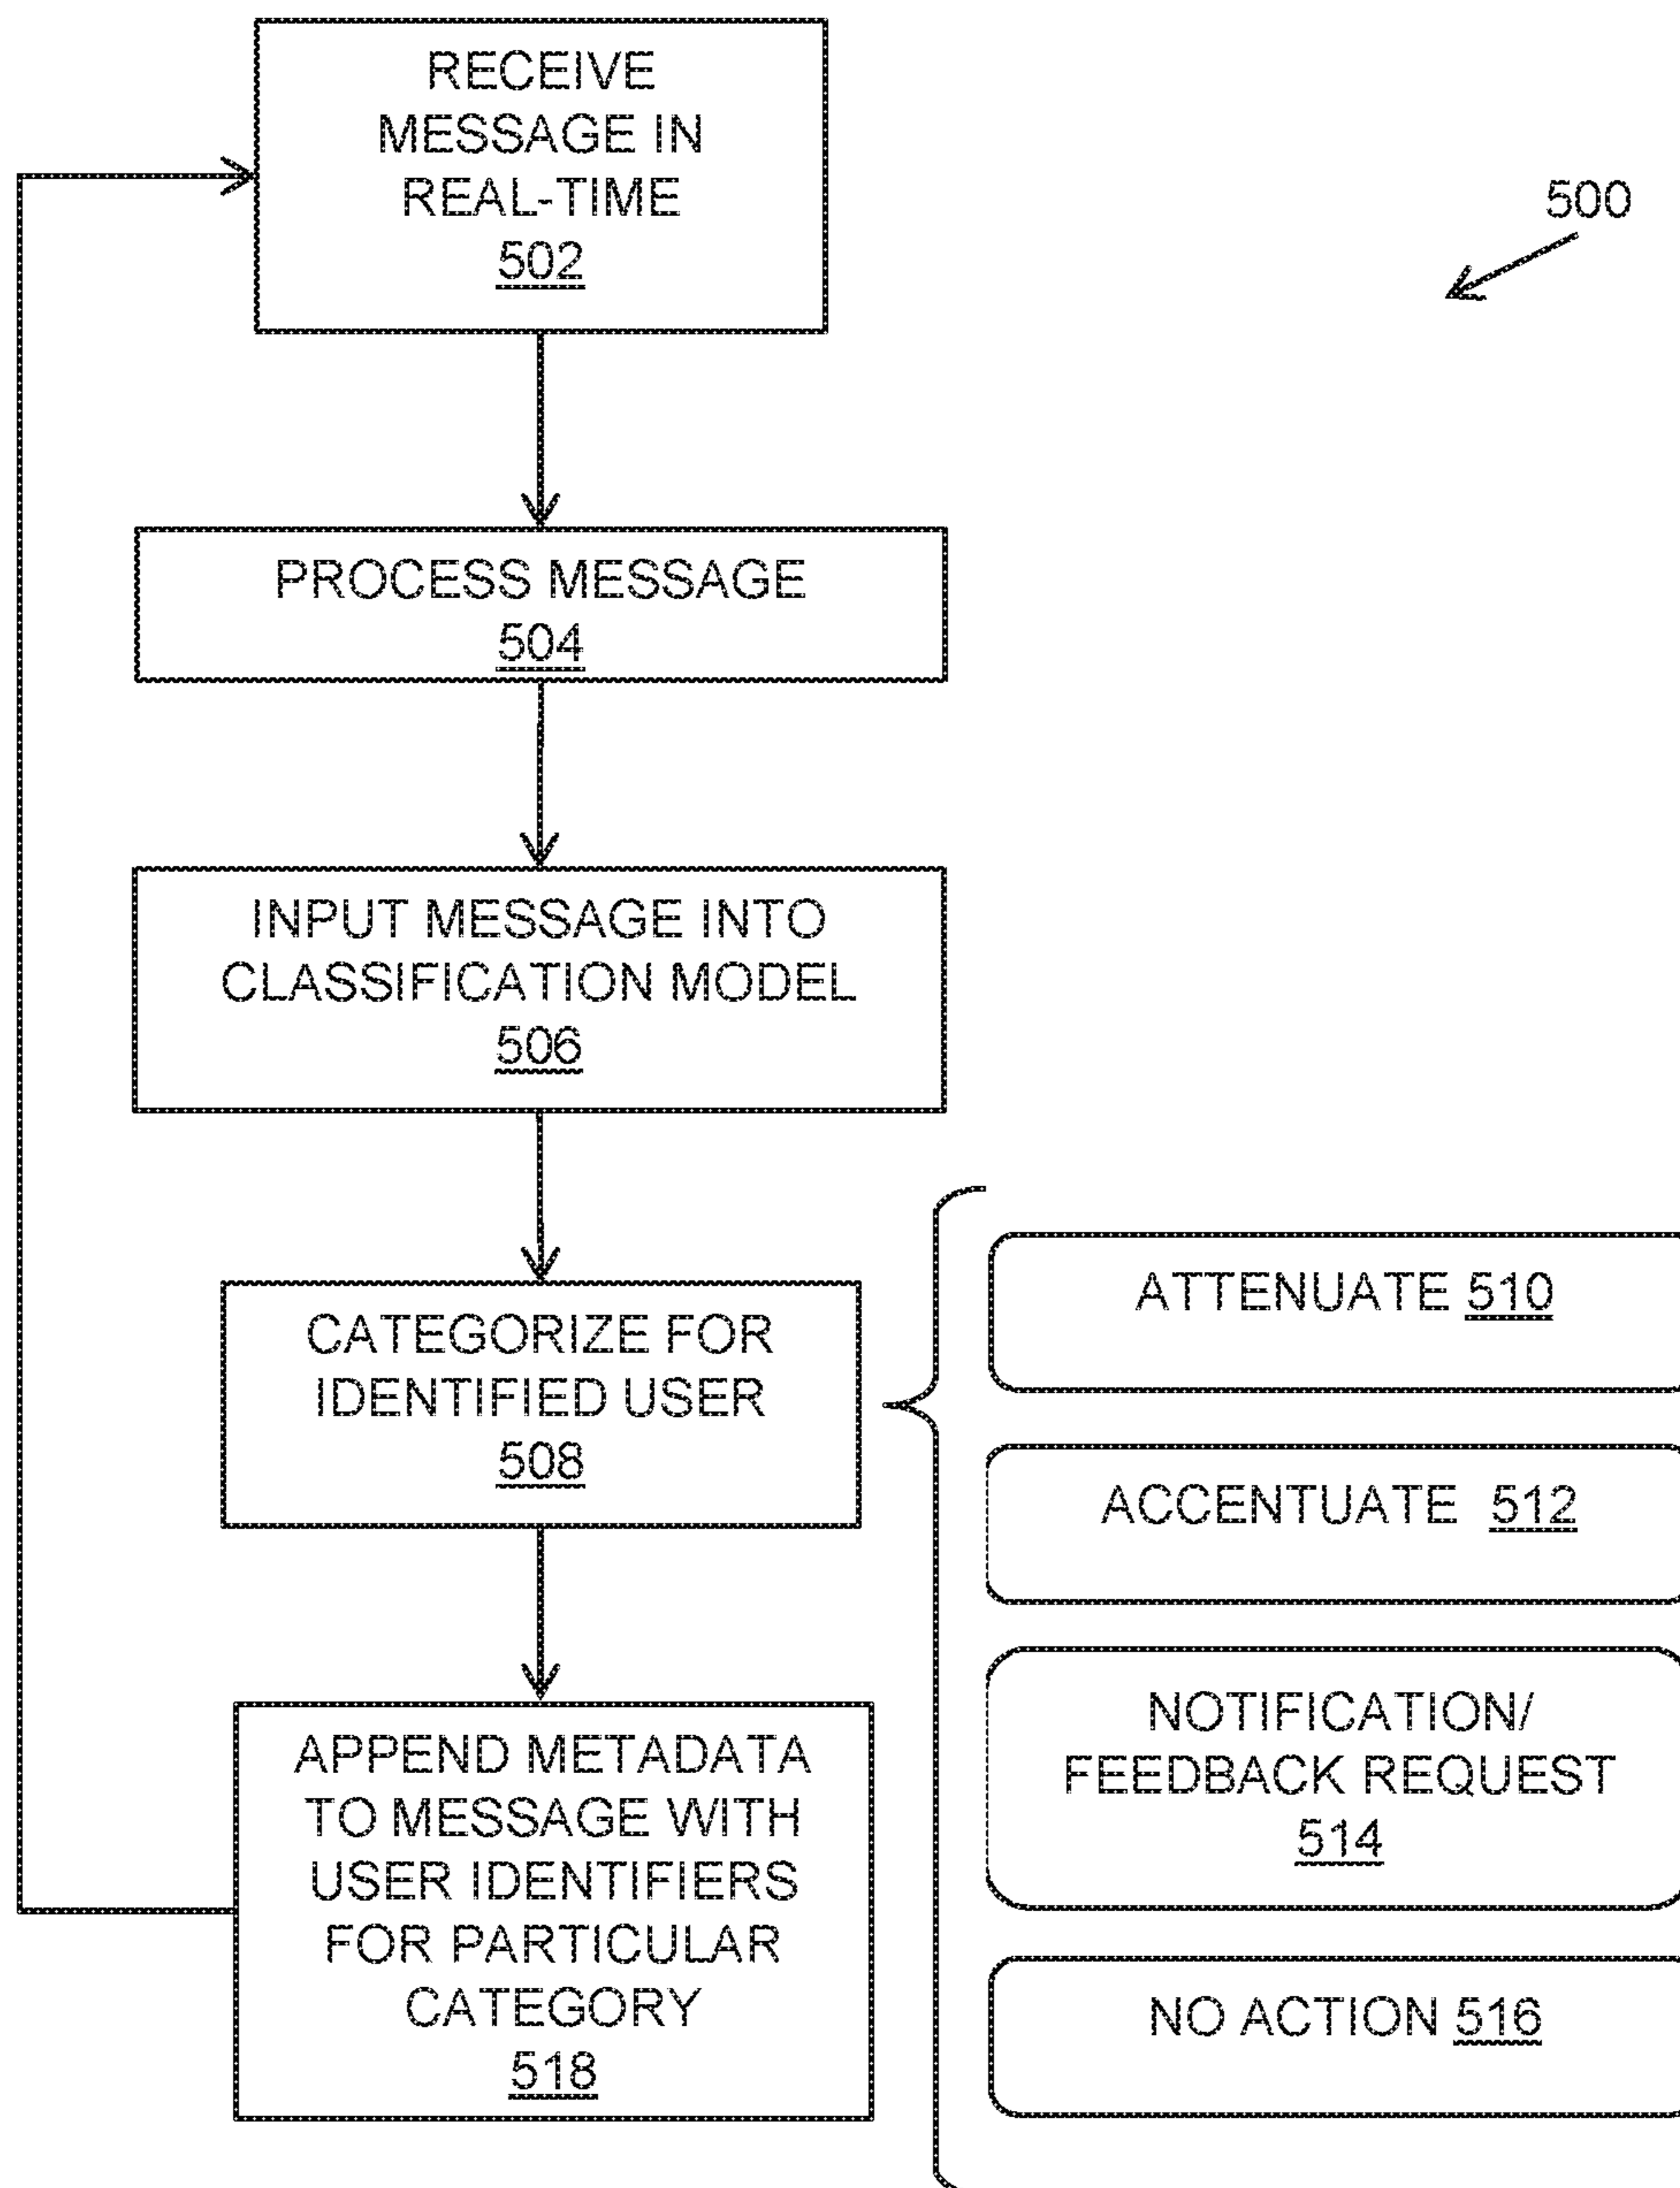 RECEIVE
MESSAGE IN
REAL-TIME
502
500
PROCESS MESSAGE
504
INPUT MESSAGE INTO
CLASSIFICATION MODEL
506
CATEGORIZE FOR
IDENTIFIED USER
508
ATTENUATE 510
ACCENTUATE 512
NOTIFICATION/
FEEDBACK REQUEST
514
NO ACTION 516
APPEND METADATA
TO MESSAGE WITH
USER IDENTIFIERS
FOR PARTICULAR
CATEGORY
518